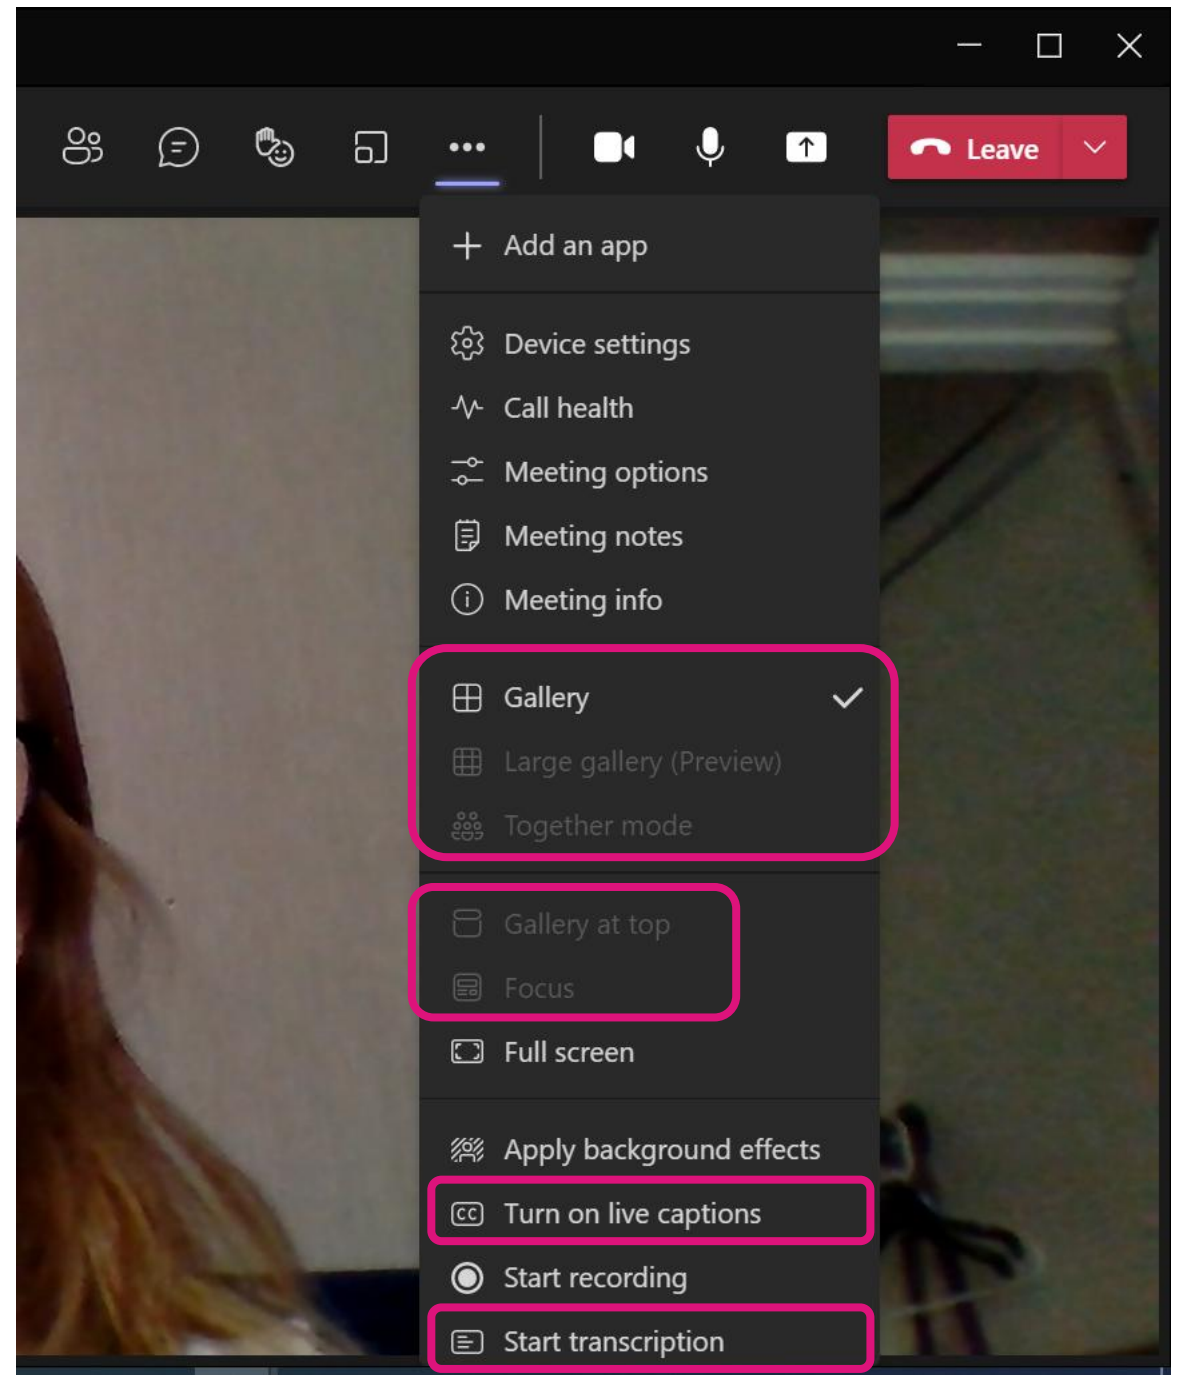 Leave
Add an app
Device settings
Call health
Meeting options
Meeting notes
Meeting info
Gallery
Large gallery (Preview)
Together mode
Gallery at top
Focus
Full screen
Apply background effects
CC Turn on live captions
Start recording
Start transcription